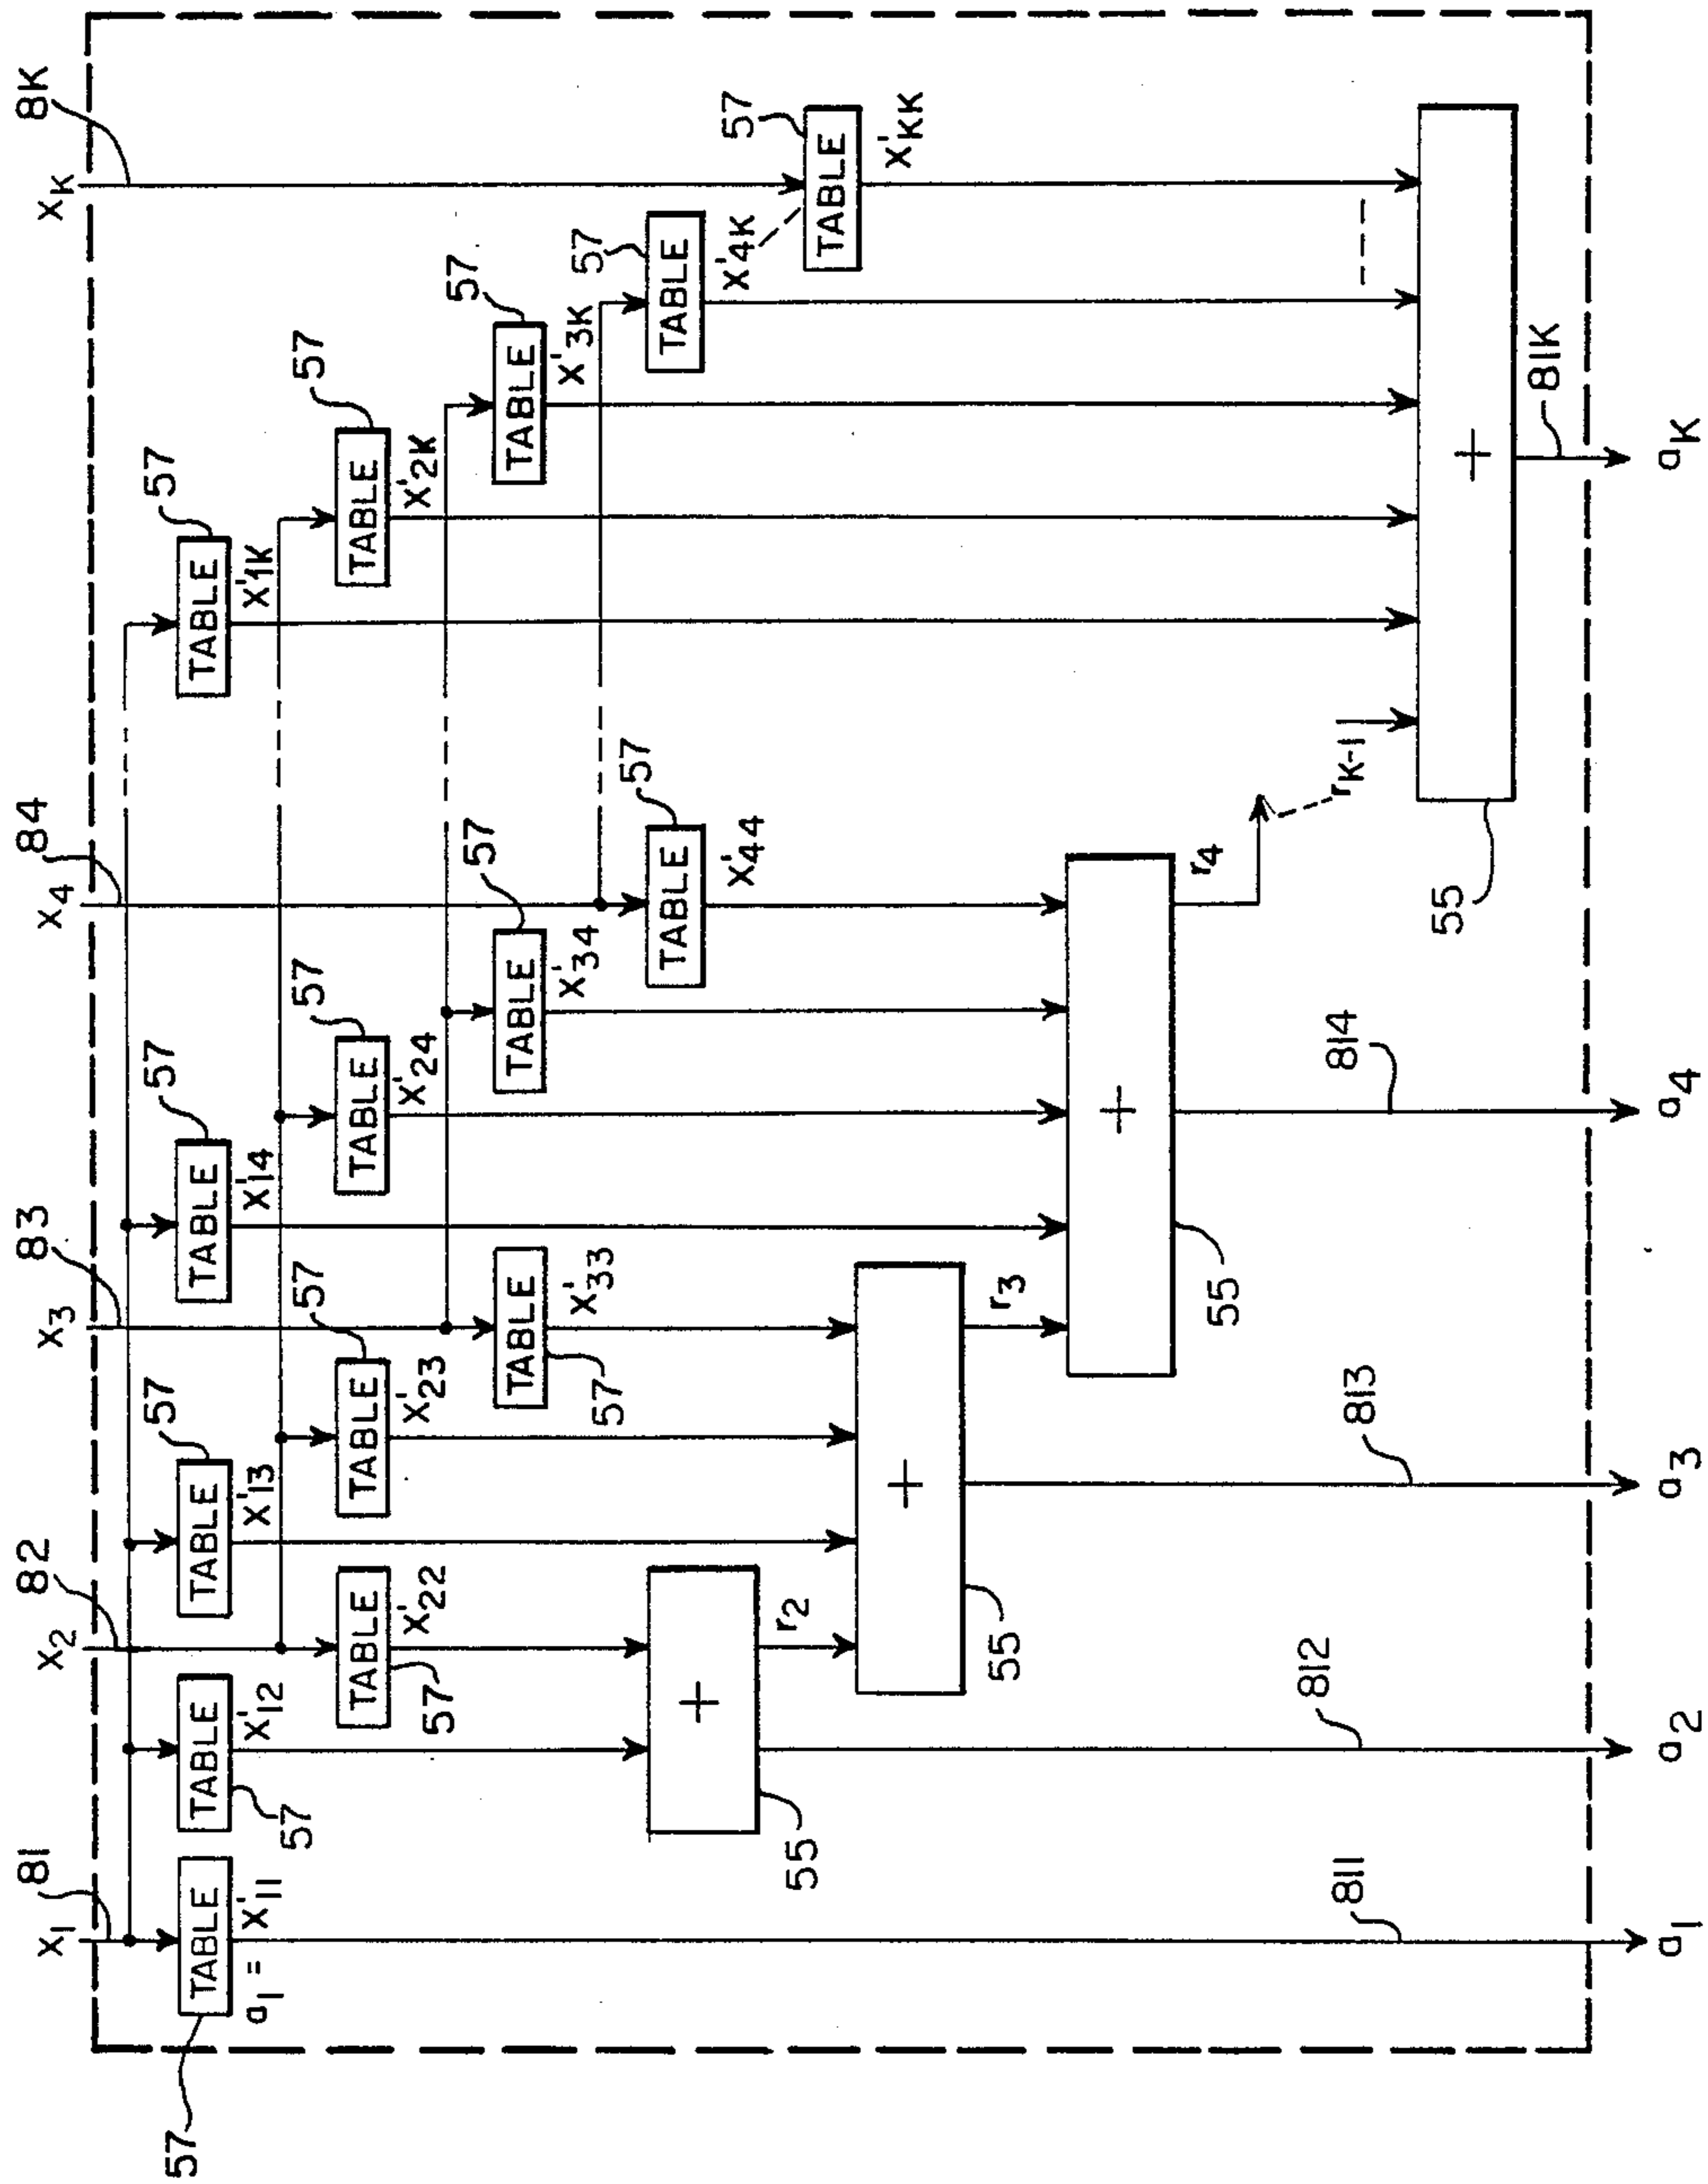 x1 81
x2 82
x3 83
x4 84
xK 8K
57 TABLE a1 = x'11
TABLE 57 x'12
TABLE 57 x'13
TABLE 57 x'14
TABLE 57 x'1K
TABLE 57 x'22
TABLE 57 x'23
TABLE 57 x'24
TABLE 57 x'2K
TABLE 57 x'33
TABLE 57 x'34
TABLE 57 x'3K
TABLE 57 x'44
TABLE 57 x'4K
TABLE 57 x'KK
+ 55 r2
+ 55 r3
+ 55 r4
rK-1
+ 55
811
812
813
814
81K
a1
a2
a3
a4
aK